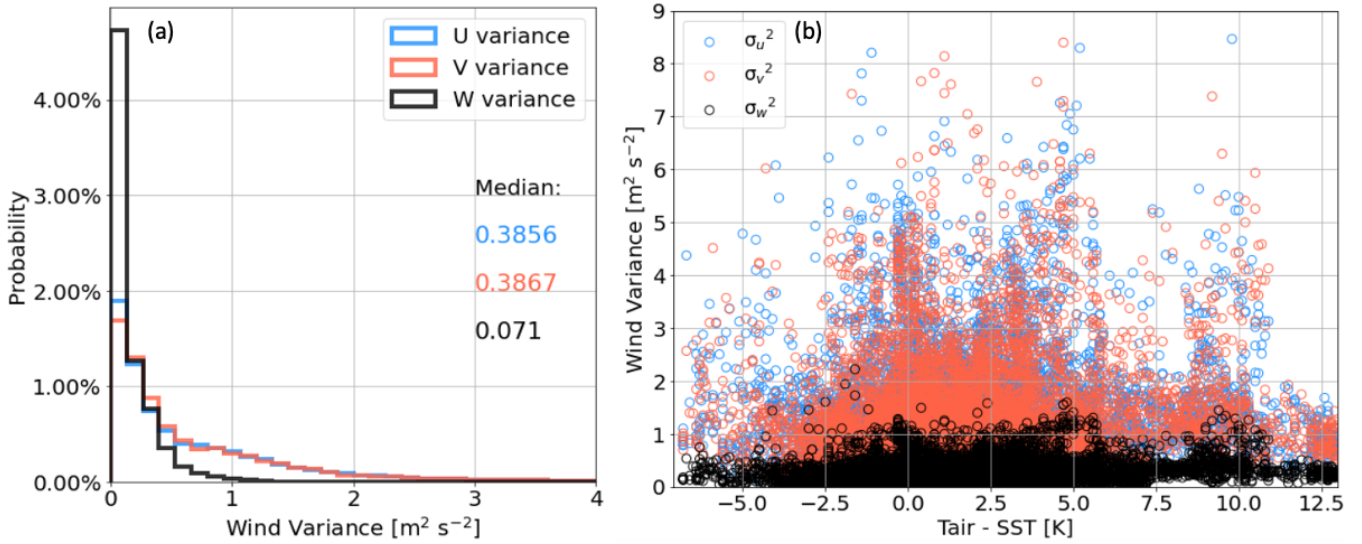 (a)
U variance
V variance
W variance
Median:
0.3856
0.3867
0.071
4.00%
3.00%
2.00%
1.00%
0.00%
Probability
0 1 2 3 4
Wind Variance [m² s⁻²]
(b)
σᵤ²
σᵥ²
σ_w²
9
8
7
6
5
4
3
2
1
0
Wind Variance [m² s⁻²]
−5.0 −2.5 0.0 2.5 5.0 7.5 10.0 12.5
Tair - SST [K]